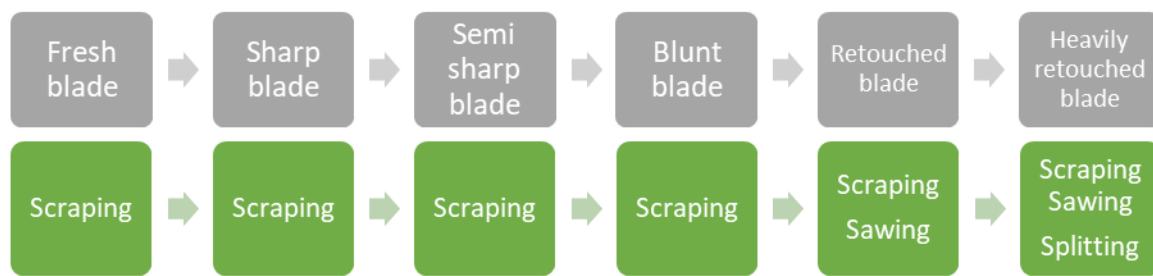 Fresh
blade
Sharp
blade
Semi
sharp
blade
Blunt
blade
Retouched
blade
Heavily
retouched
blade
Scraping
Scraping
Scraping
Scraping
Scraping
Sawing
Scraping
Sawing
Splitting